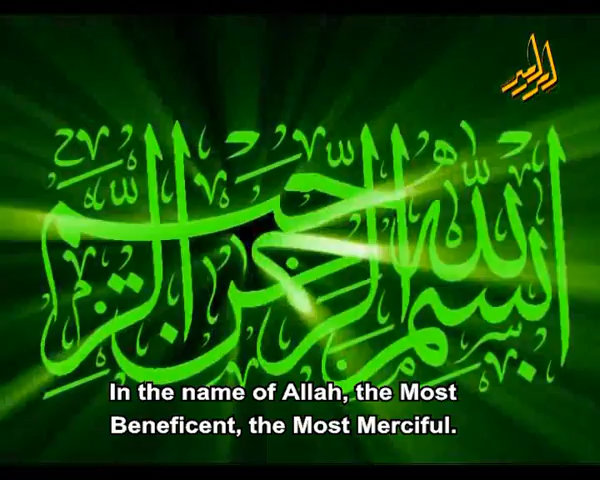 بسم الله الرحمن الرحيم
In the name of Allah, the Most
Beneficent, the Most Merciful.